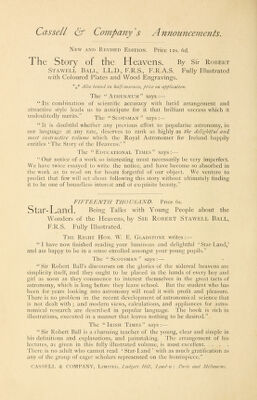 Cassell & Company's Announcements.
New and Revised Edition. Price 12s. 6d.
The Story of the Heavens. By Sir Robert
Stawell Ball, LL.D., F.R.S., F.R.A.S. Fully Illustrated
with Coloured Plates and Wood Engravings.
*** Also issued in half-morocco, price on application.
The "Athenæum" says:—
"Its combination of scientific accuracy with lucid arrangement and
attractive style leads us to anticipate for it that brilliant success which it
undoubtedly merits."
The "Scotsman" says:—
"It is doubtful whether any previous effort to popularise astronomy, in
our language at any rate, deserves to rank so highly as the delightful and
most instructive volume which the Royal Astronomer for Ireland happily
entitles 'The Story of the Heavens.'"
The "Educational Times" says:—
"Our notice of a work so interesting must necessarily be very imperfect.
We have twice essayed to write the notice, and have become so absorbed in
the work as to read on for hours forgetful of our object. We venture to
predict that few will set about following this story without ultimately finding
it to be one of boundless interest and of exquisite beauty."
FIFTEENTH THOUSAND. Price 6s.
Star-Land. Being Talks with Young People about the
Wonders of the Heavens, by Sir Robert Stawell Ball,
F.R.S. Fully Illustrated.
The Right Hon. W. E. Gladstone writes:—
"I have now finished reading your luminous and delightful 'Star Land,'
and am happy to be in a sense enrolled amongst your young pupils."
The "Scotsman" says:—
"Sir Robert Ball's discourses on the glories of the sidereal heavens are
simplicity itself, and they ought to be placed in the hands of every boy and
girl as soon as they commence to interest themselves in the great facts of
astronomy, which is long before they leave school. But the student who has
been for years looking into astronomy will read it with profit and pleasure.
There is no problem in the recent development of astronomical science that
is not dealt with; and modern views, calculations, and appliances for astro-
nomical research are described in popular language. The book is rich in
illustrations, executed in a manner that leaves nothing to be desired."
The "Irish Times" says:—
"Sir Robert Ball is a charming teacher of the young, clear and simple in
his definitions and explanations, and painstaking. The arrangement of his
lectures, as given in this fully illustrated volume, is most excellent.
There is no adult who cannot read 'Star-Land' with as much gratification as
any of the group of eager scholars represented on the frontispiece."
CASSELL & COMPANY, Limited, Ludgate Hill, London; Paris and Melbourne.